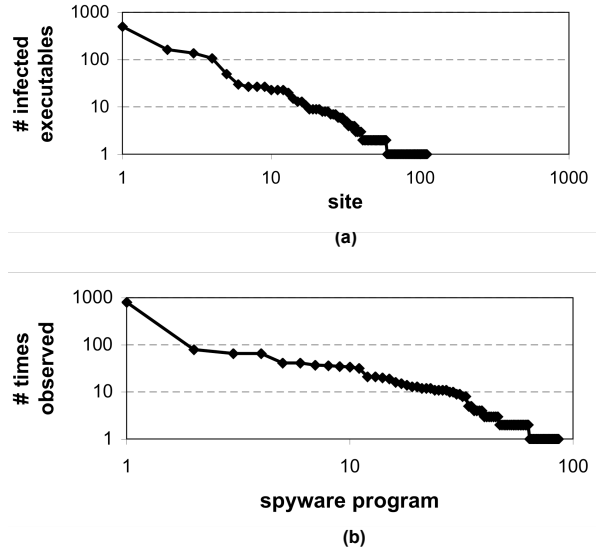 1000
100
10
1
# infected
executables
1 10 100 1000
site
(a)
1000
100
10
1
# times
observed
1 10 100
spyware program
(b)